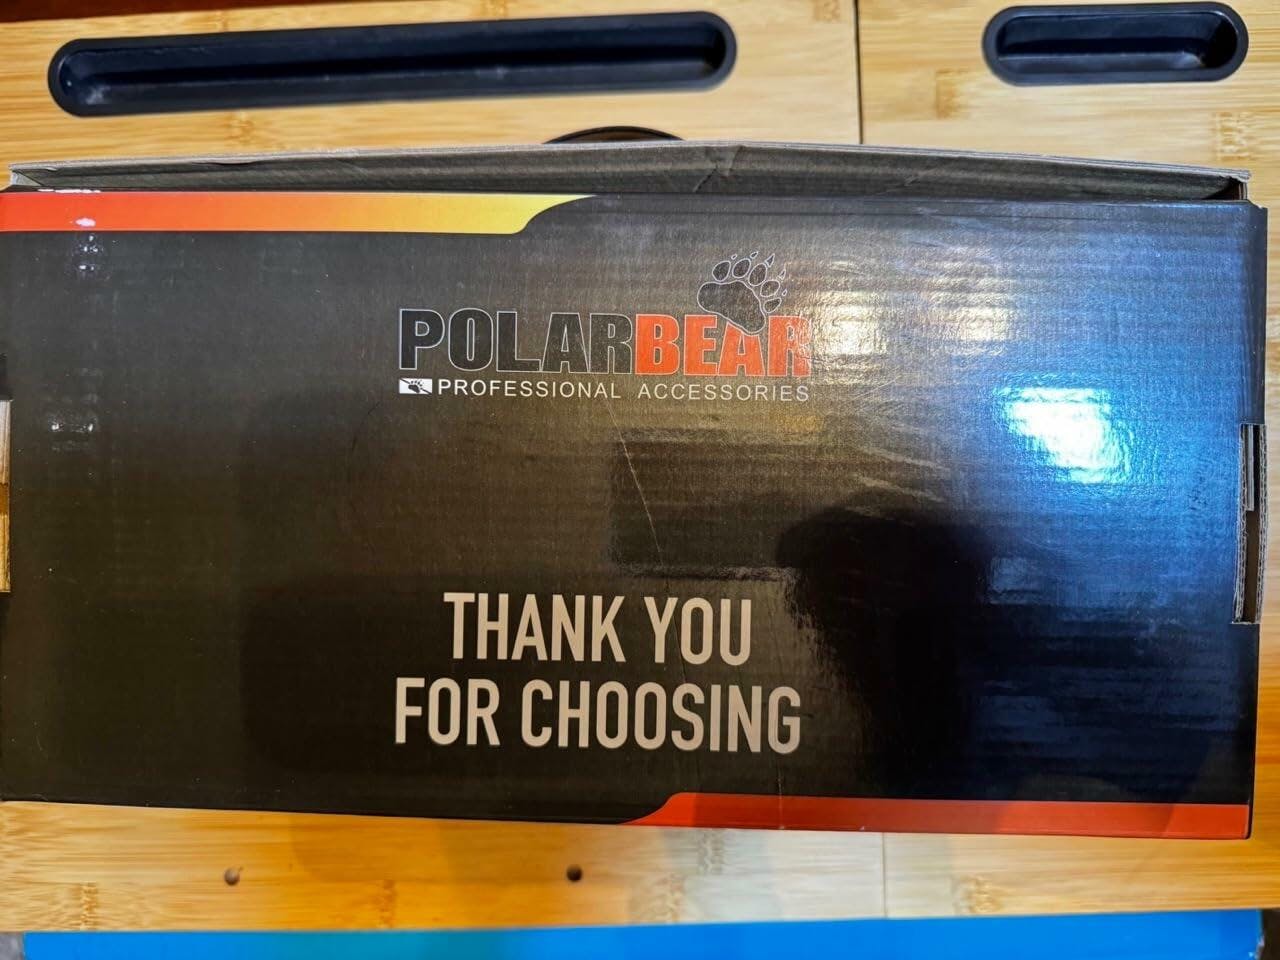 POLARBEAR
PROFESSIONAL ACCESSORIES
THANK YOU
FOR CHOOSING